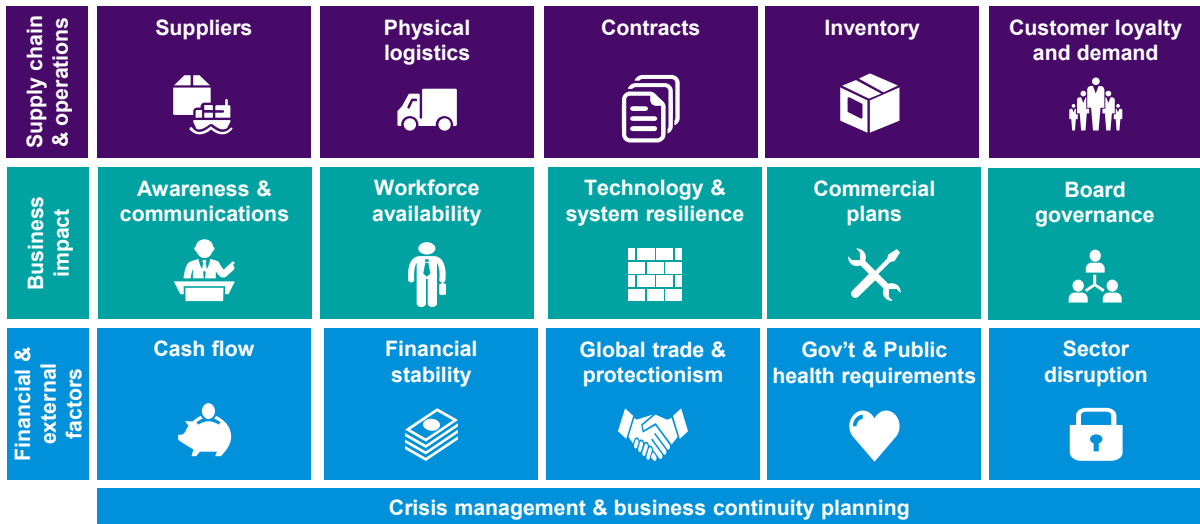 Supply chain
& operations
Suppliers
Physical
logistics
Contracts
Inventory
Customer loyalty
and demand
Business
impact
Awareness &
communications
Workforce
availability
Technology &
system resilience
Commercial
plans
Board
governance
Financial &
external
factors
Cash flow
Financial
stability
Global trade &
protectionism
Gov't & Public
health requirements
Sector
disruption
Crisis management & business continuity planning